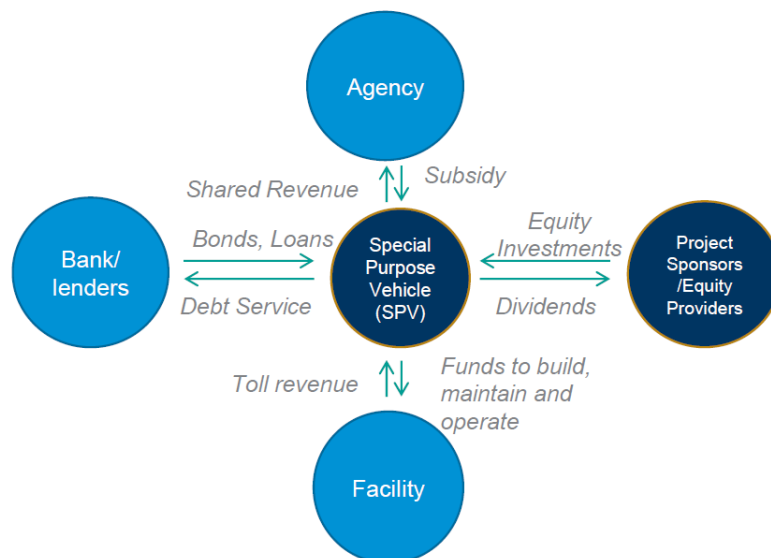 Agency
Shared Revenue
Subsidy
Bank/
lenders
Bonds, Loans
Debt Service
Special
Purpose
Vehicle
(SPV)
Equity
Investments
Dividends
Project
Sponsors
/Equity
Providers
Toll revenue
Funds to build,
maintain and
operate
Facility